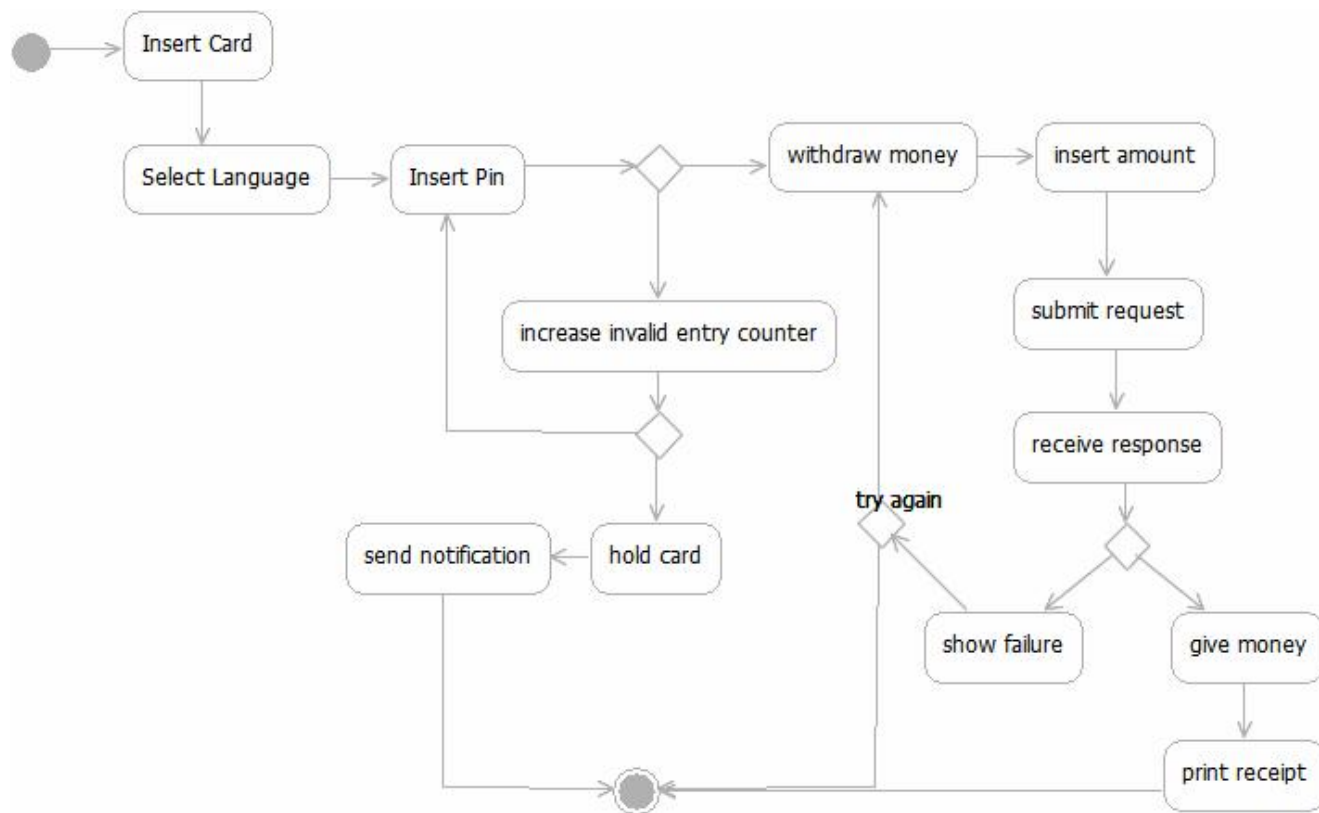 Insert Card
Select Language
Insert Pin
withdraw money
insert amount
submit request
increase invalid entry counter
receive response
try again
send notification
hold card
show failure
give money
print receipt